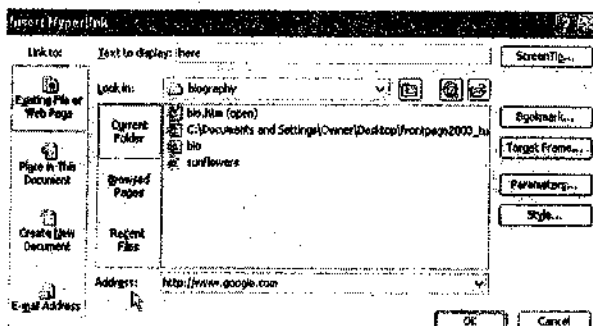 Insert Hyperlink
Link to:
Text to display: here
ScreenTip...
Existing File or
Web Page
Look in:
biography
Current
Folder
bio.htm (open)
C:\Documents and Settings\Owner\Desktop\frontpage2003_tu
bio
sunflowers
Bookmark...
Target Frame...
Place in This
Document
Browsed
Pages
Parameters...
Style...
Create New
Document
Recent
Files
E-mail Address
Address:
http://www.google.com
OK
Cancel